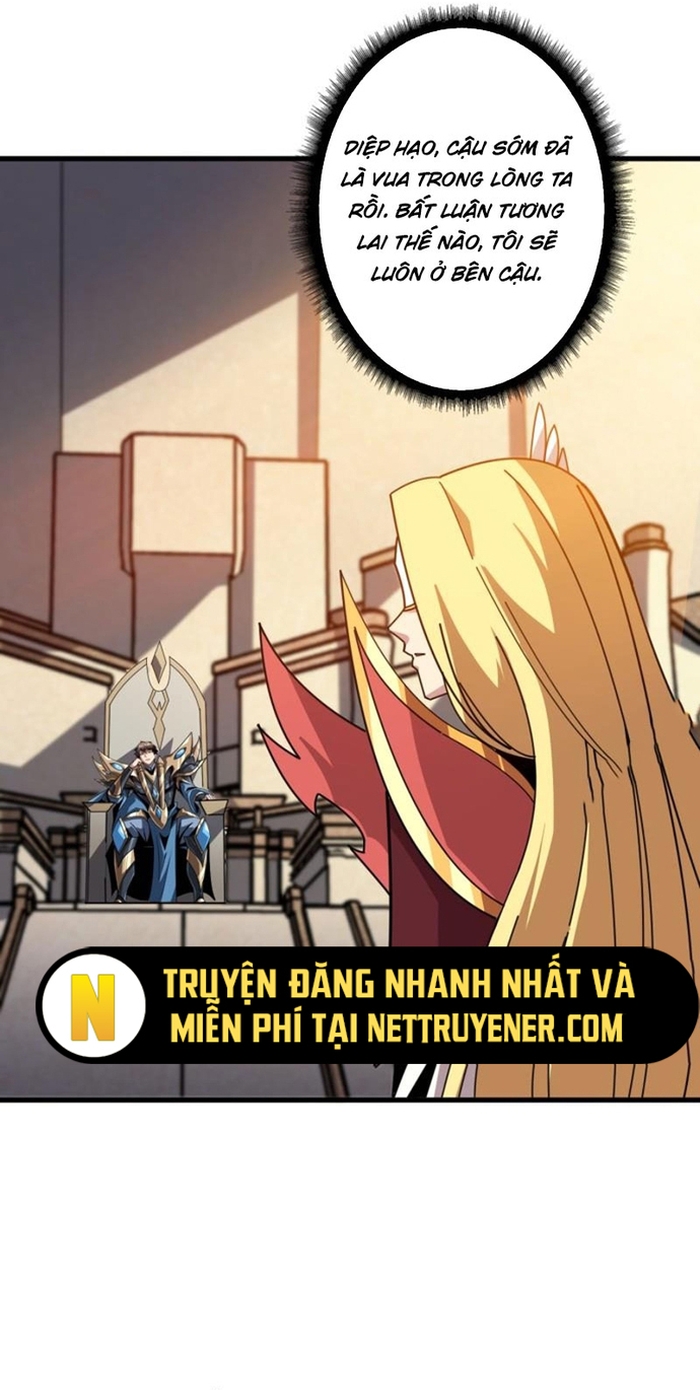 DIỆP HẠO, CẬU SỚM ĐÃ
LÀ VUA TRONG LÒNG TA
RỒI. BẤT LUẬN TƯƠNG
LAI THẾ NÀO, TÔI SẼ
LUÔN Ở BÊN CẬU.
N
TRUYỆN ĐĂNG NHANH NHẤT VÀ
MIỄN PHÍ TẠI NETTRUYENER.COM